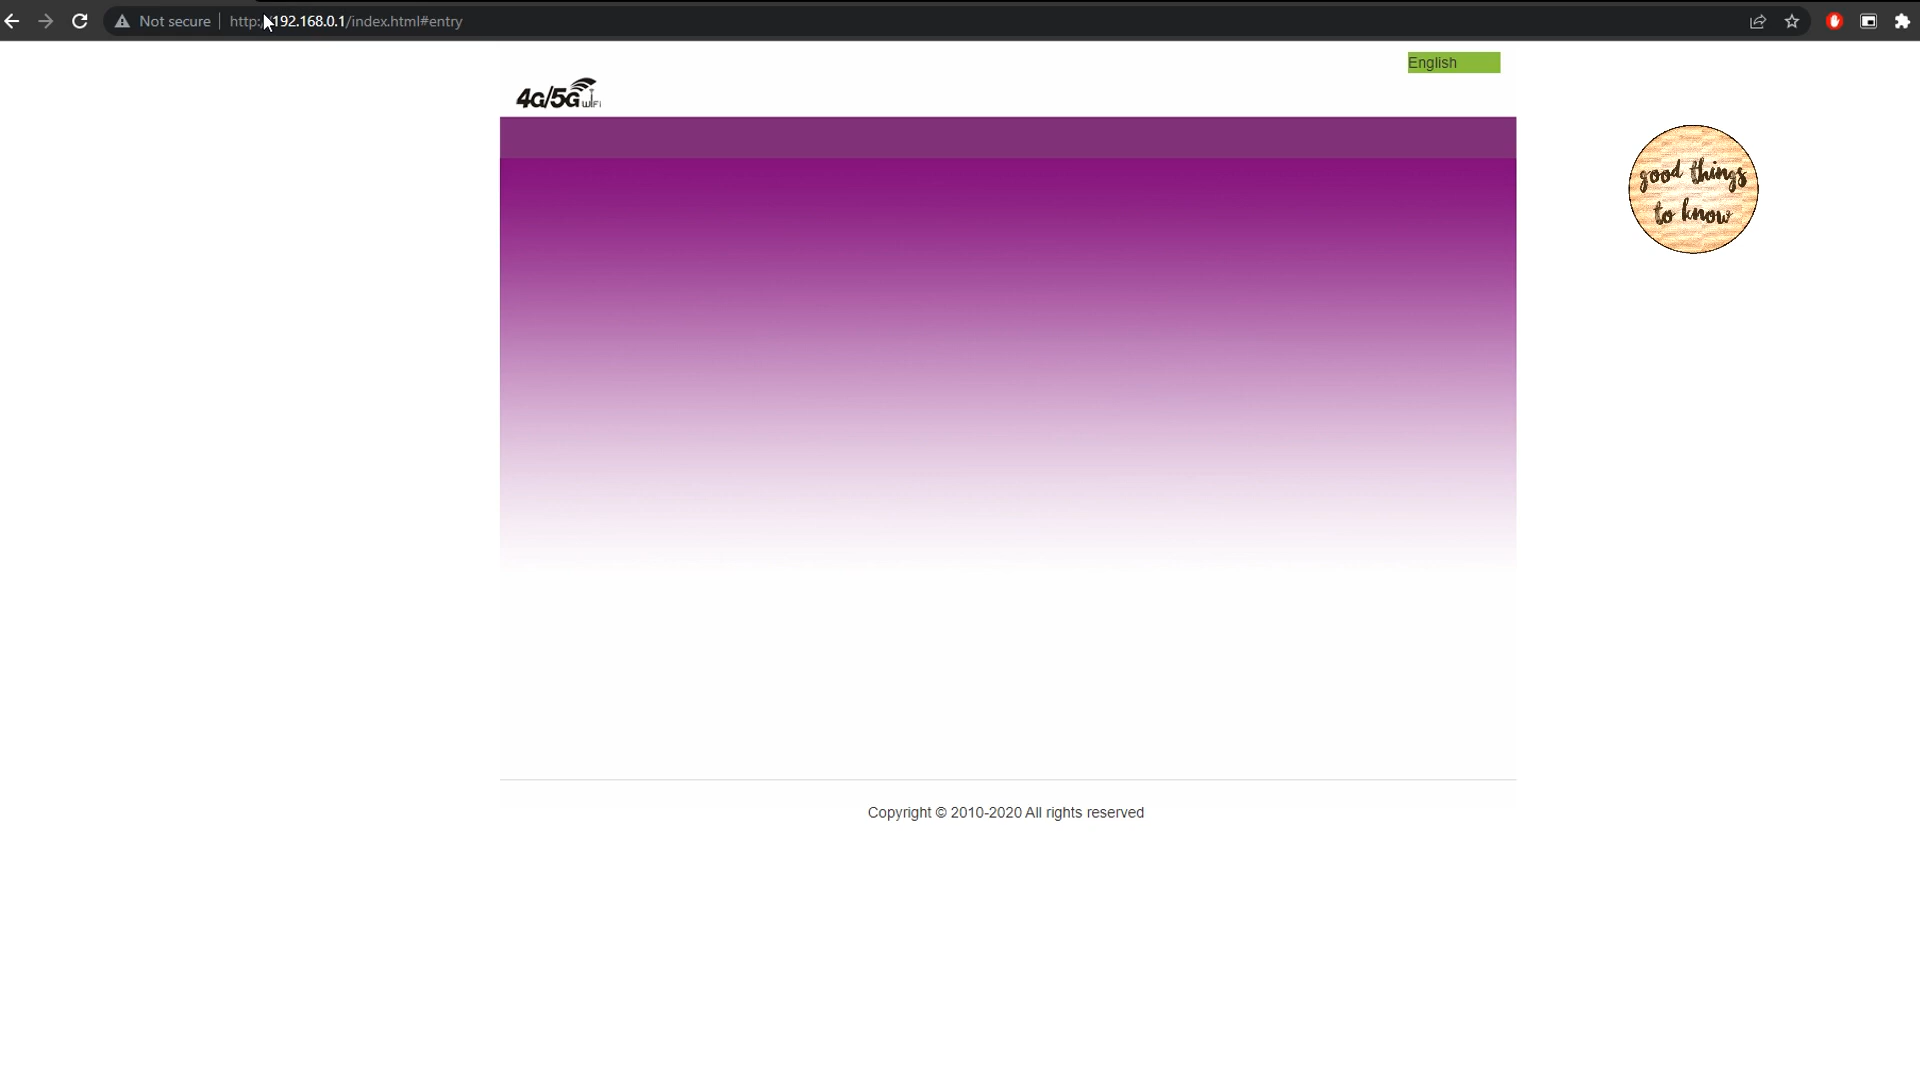 Not secure
http://192.168.0.1/index.html#entry
English
4G/5G WiFi
good things
to know
Copyright © 2010-2020 All rights reserved